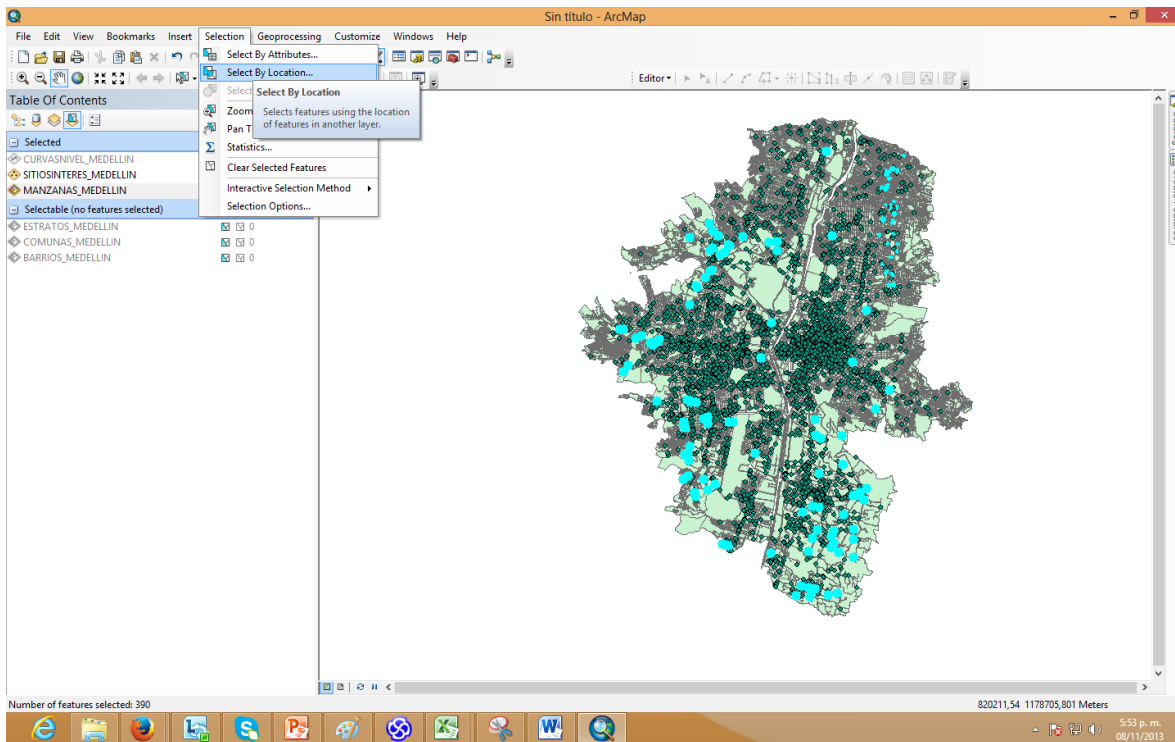 Sin título - ArcMap
File Edit View Bookmarks Insert Selection Geoprocessing Customize Windows Help
Select By Attributes...
Select By Location...
Select By Location
Selects features using the location
of features in another layer.
Select
Zoom
Pan T
Statistics...
Clear Selected Features
Interactive Selection Method
Selection Options...
Editor
Table Of Contents
Selected
CURVASNIVEL_MEDELLIN
SITIOSINTERES_MEDELLIN
MANZANAS_MEDELLIN
Selectable (no features selected)
ESTRATOS_MEDELLIN 0
COMUNAS_MEDELLIN 0
BARRIOS_MEDELLIN 0
Number of features selected: 390
820211,54 1178705,801 Meters
5:53 p. m.
08/11/2013